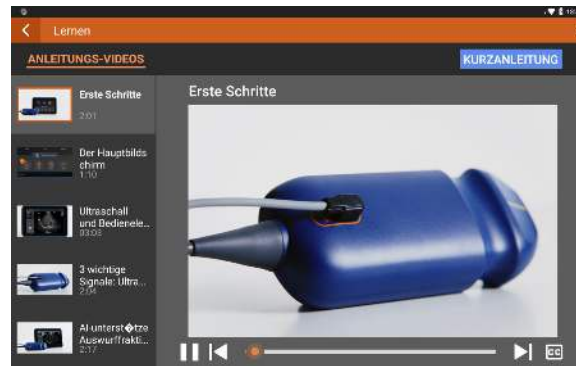 Lernen
ANLEITUNGS-VIDEOS
KURZANLEITUNG
Erste Schritte
2:01
Der Hauptbilds
chirm
1:10
Ultraschall
und Bedienele...
03:03
3 wichtige
Signale: Ultra...
2:04
AI-unterst�tze
Auswurffrakti...
2:17
Erste Schritte
CC